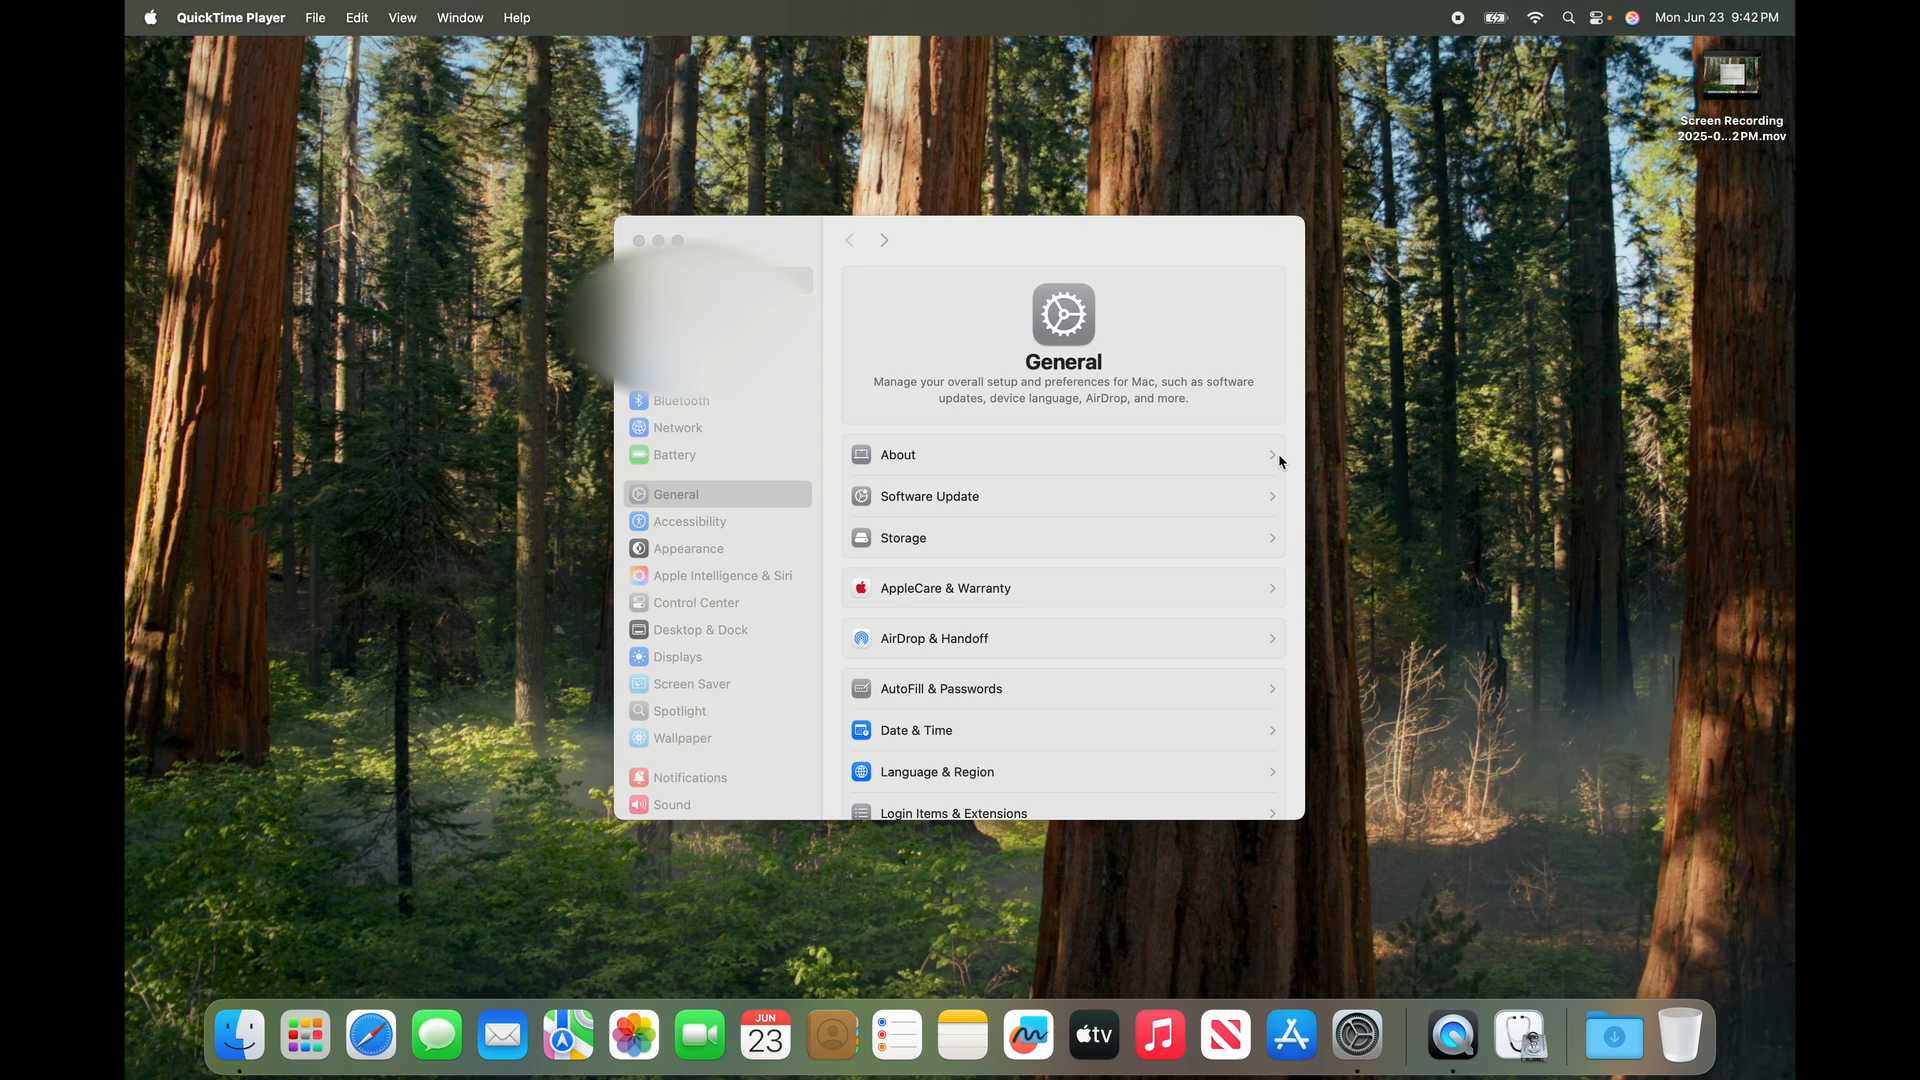 QuickTime Player File Edit View Window Help
Mon Jun 23 9:42 PM
Screen Recording
2025-0...2 PM.mov
Bluetooth
Network
Battery
General
Accessibility
Appearance
Apple Intelligence & Siri
Control Center
Desktop & Dock
Displays
Screen Saver
Spotlight
Wallpaper
Notifications
Sound
General
Manage your overall setup and preferences for Mac, such as software
updates, device language, AirDrop, and more.
About
Software Update
Storage
AppleCare & Warranty
AirDrop & Handoff
AutoFill & Passwords
Date & Time
Language & Region
Login Items & Extensions
JUN
23
tv